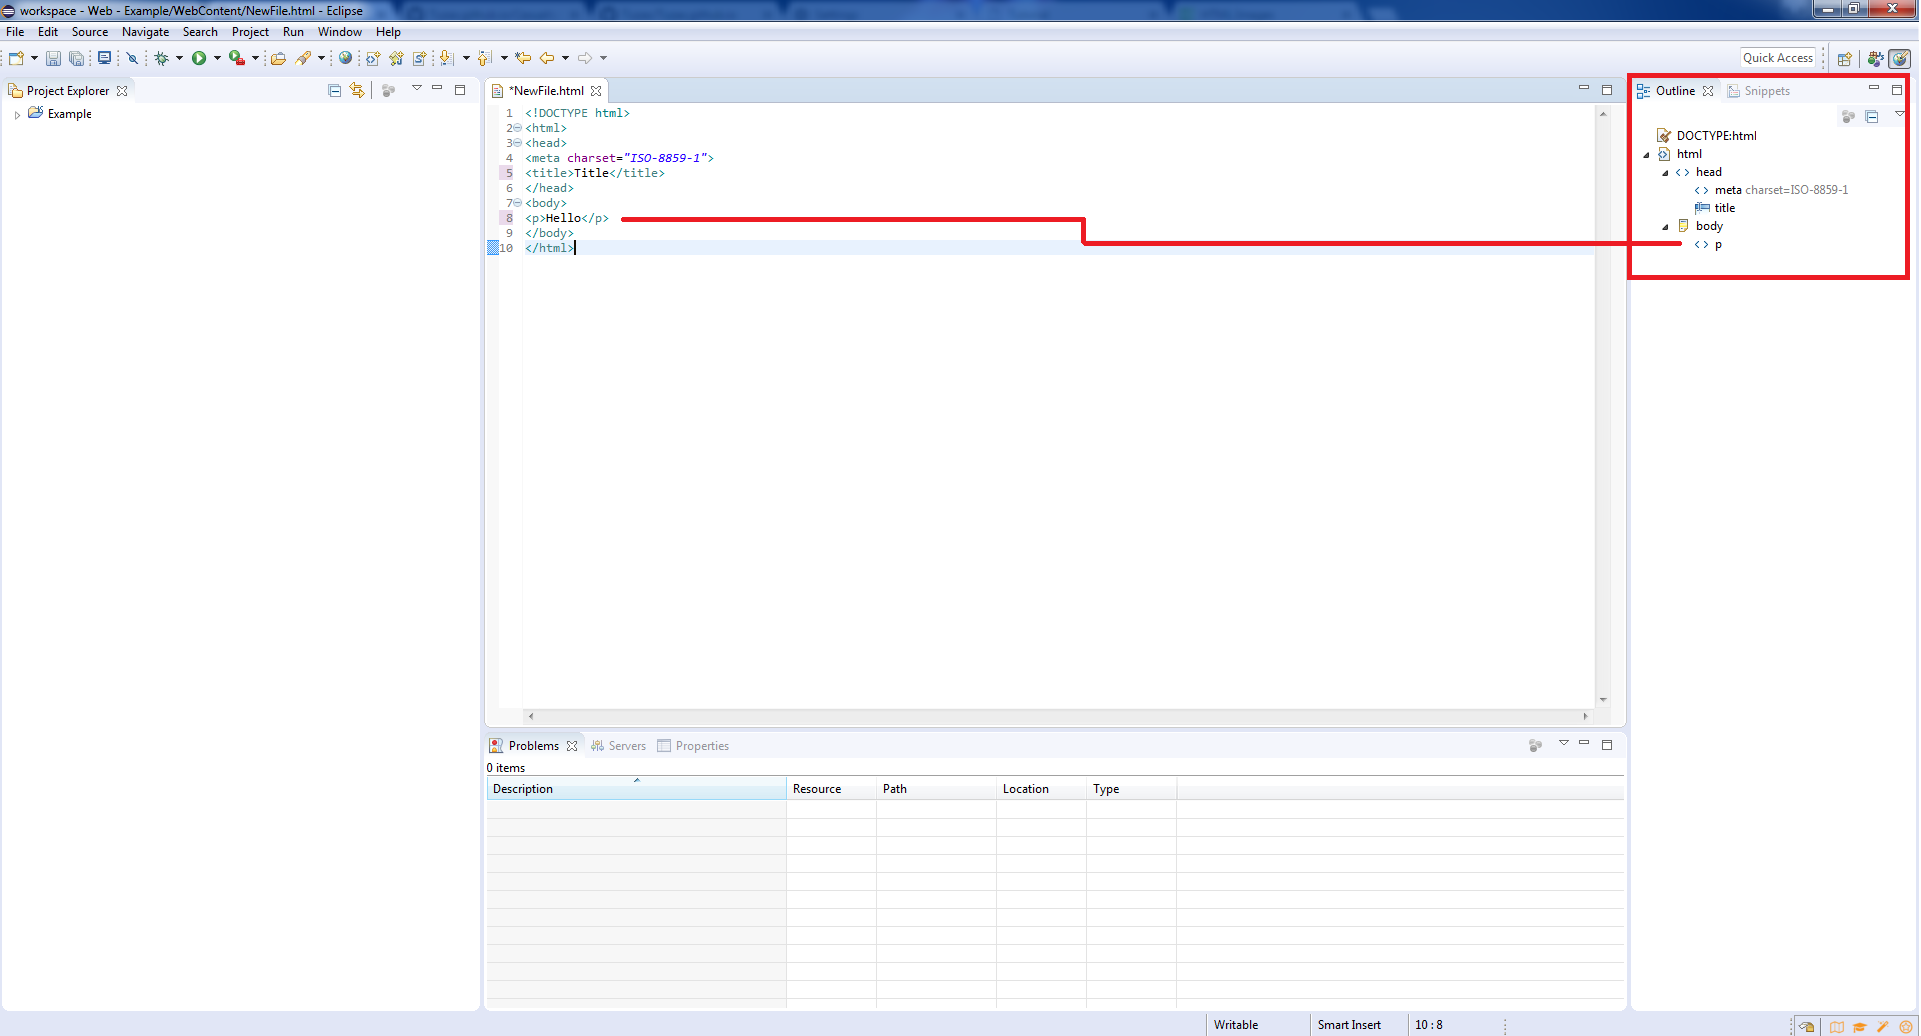 workspace - Web - Example/WebContent/NewFile.html - Eclipse
File Edit Source Navigate Search Project Run Window Help
Quick Access
Project Explorer
Example
*NewFile.html
1 <!DOCTYPE html>
2 <html>
3 <head>
4 <meta charset="ISO-8859-1">
5 <title>Title</title>
6 </head>
7 <body>
8 <p>Hello</p>
9 </body>
10 </html>
Outline Snippets
DOCTYPE:html
html
head
meta charset=ISO-8859-1
title
body
p
Problems Servers Properties
0 items
Description Resource Path Location Type
Writable Smart Insert 10 : 8